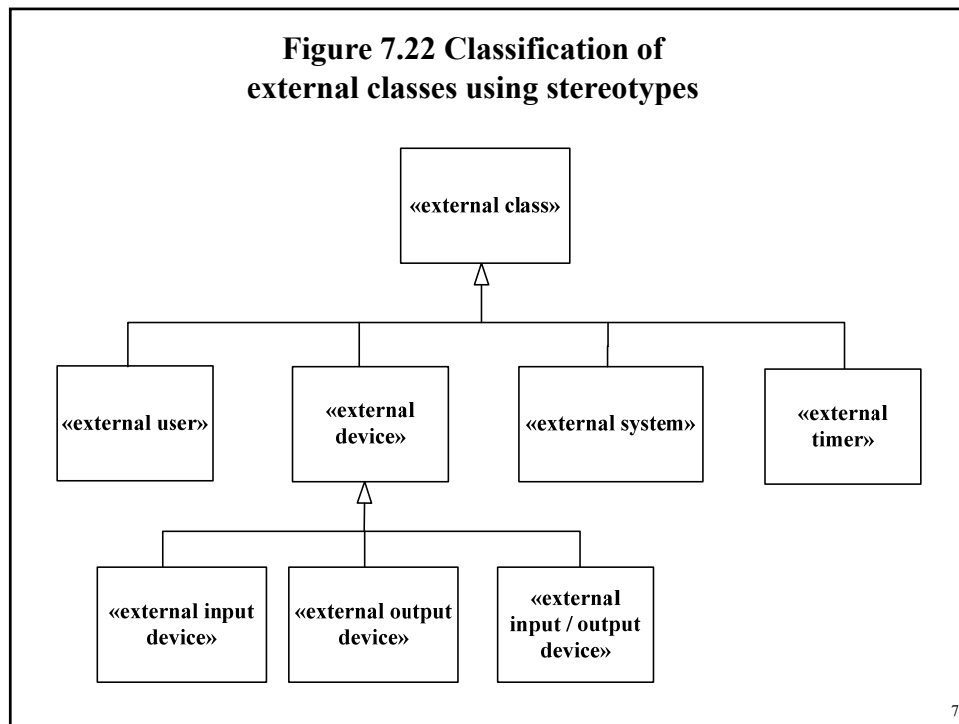 Figure 7.22 Classification of
external classes using stereotypes
«external class»
«external user»
«external
device»
«external system»
«external
timer»
«external input
device»
«external output
device»
«external
input / output
device»
7